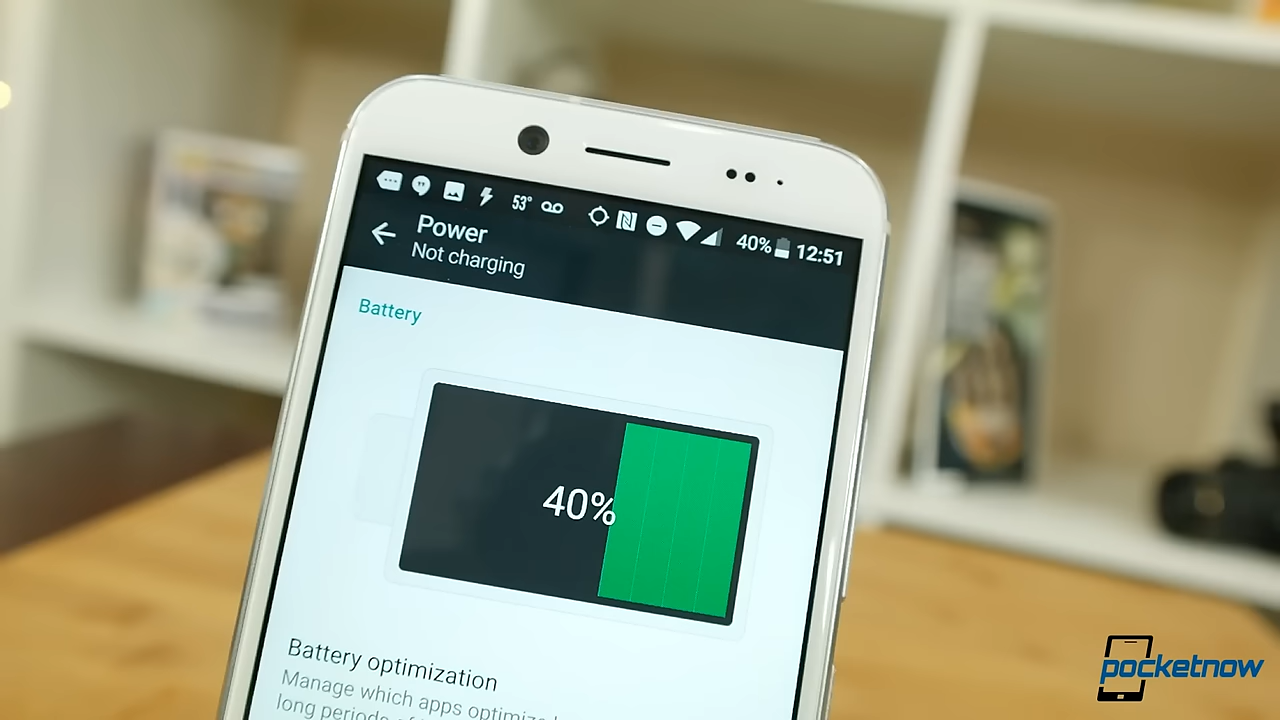 53° 40% 12:51
Power
Not charging
Battery
40%
Battery optimization
Manage which apps optimize
long periods
pocketnow